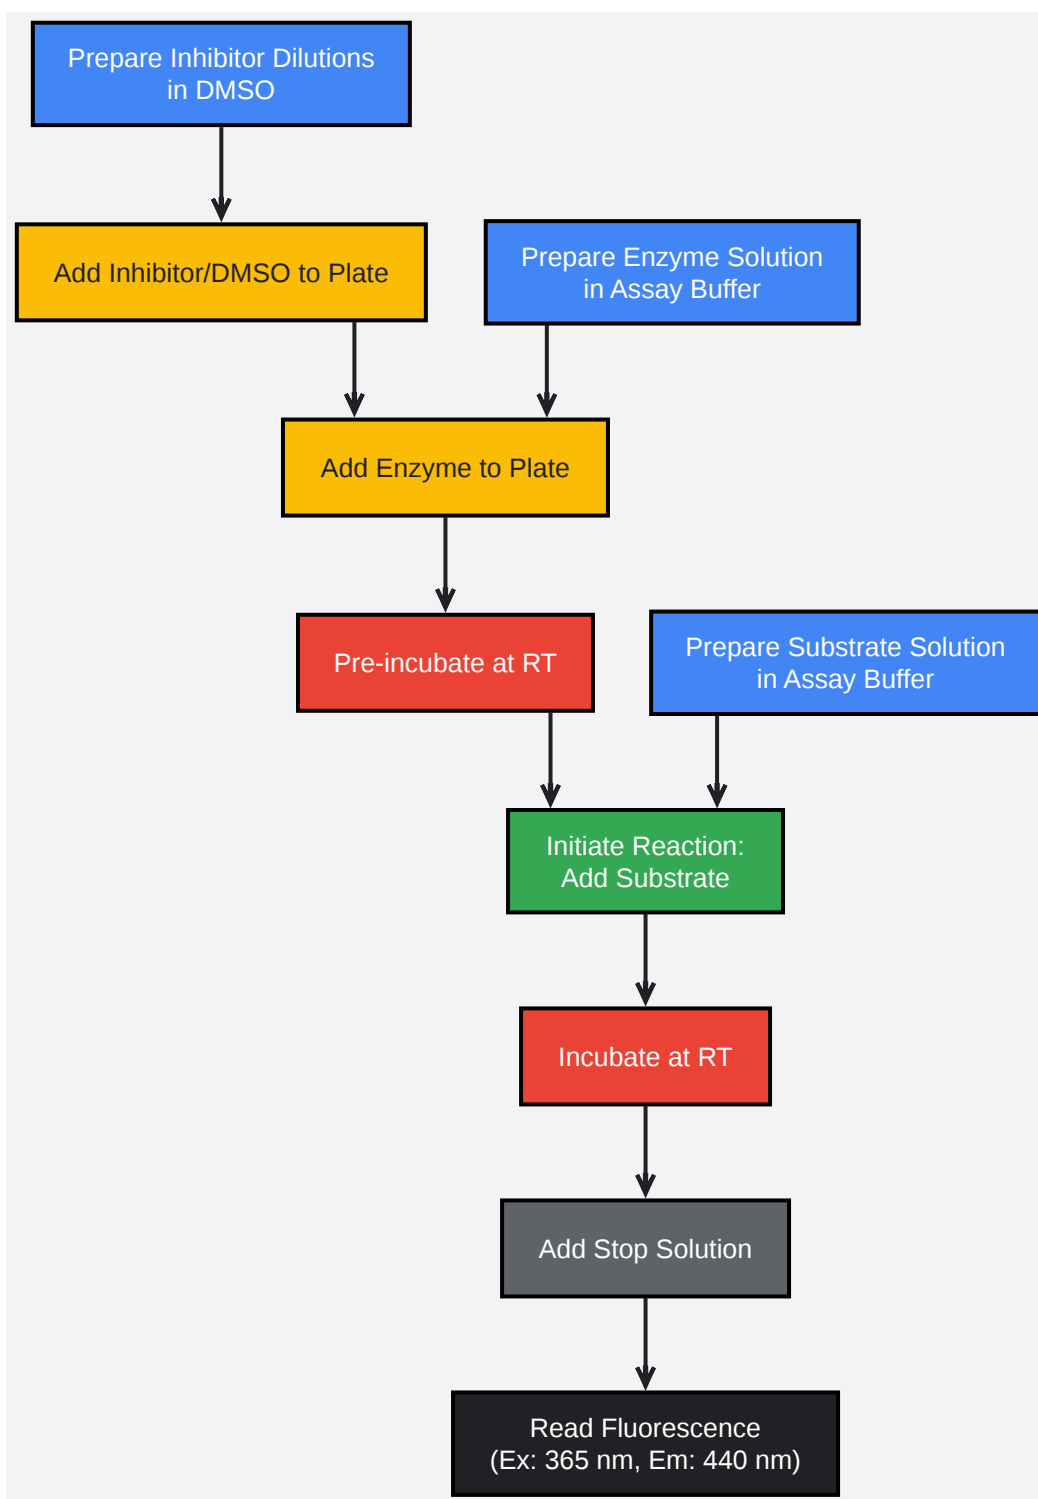 Prepare Inhibitor Dilutions
in DMSO
Add Inhibitor/DMSO to Plate
Prepare Enzyme Solution
in Assay Buffer
Add Enzyme to Plate
Pre-incubate at RT
Prepare Substrate Solution
in Assay Buffer
Initiate Reaction:
Add Substrate
Incubate at RT
Add Stop Solution
Read Fluorescence
(Ex: 365 nm, Em: 440 nm)